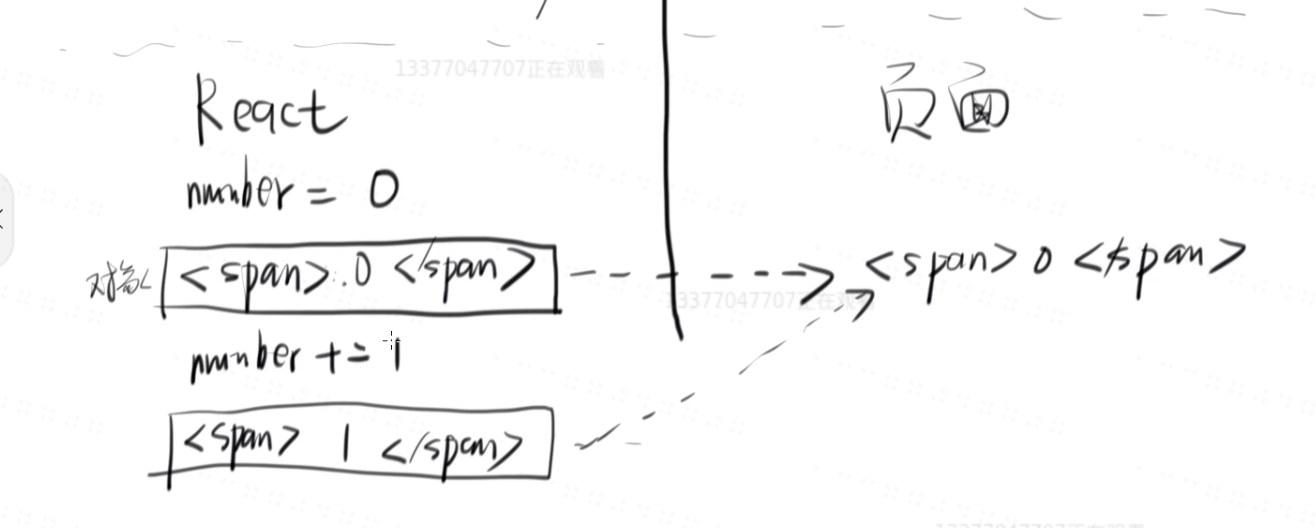 13377047707正在观看
React
页面
number = 0
对象
<span> 0 </span>
<span> 0 </span>
13377047707正在观看
number += 1
<span> 1 </span>